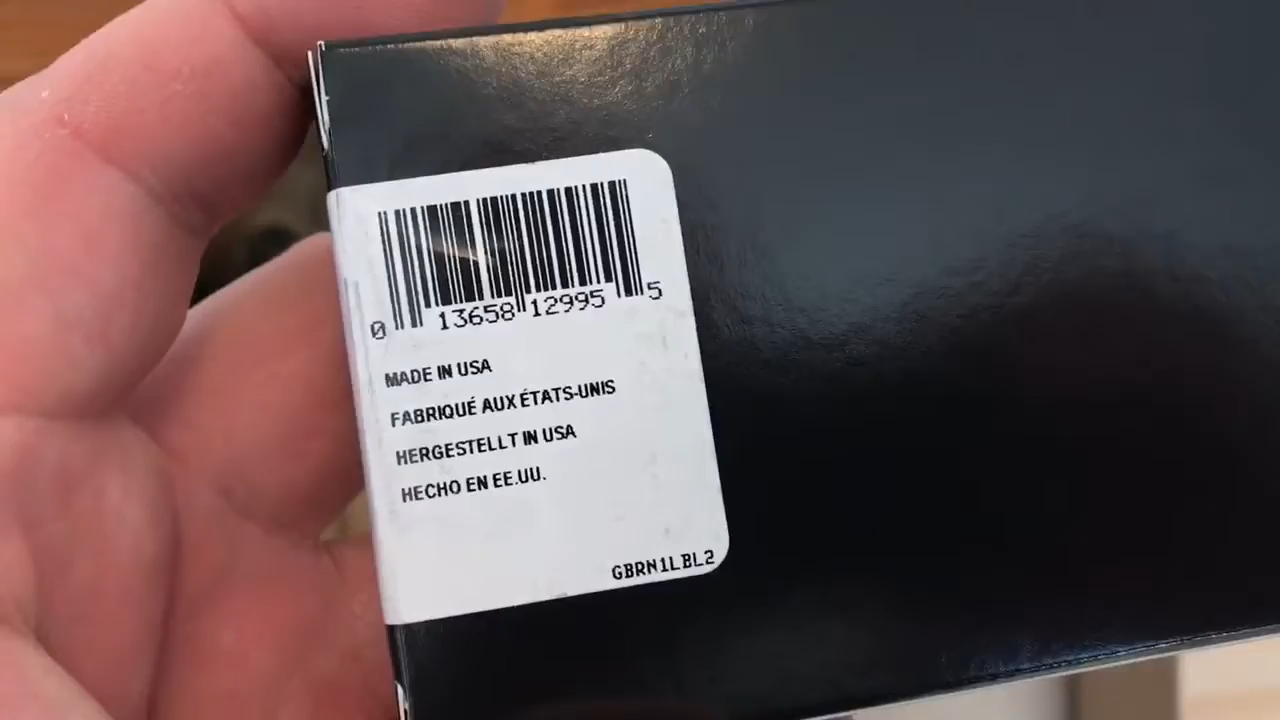 0 13658 12995 5
MADE IN USA
FABRIQUÉ AUX ÉTATS-UNIS
HERGESTELLT IN USA
HECHO EN EE.UU.
GBRN1LBL2